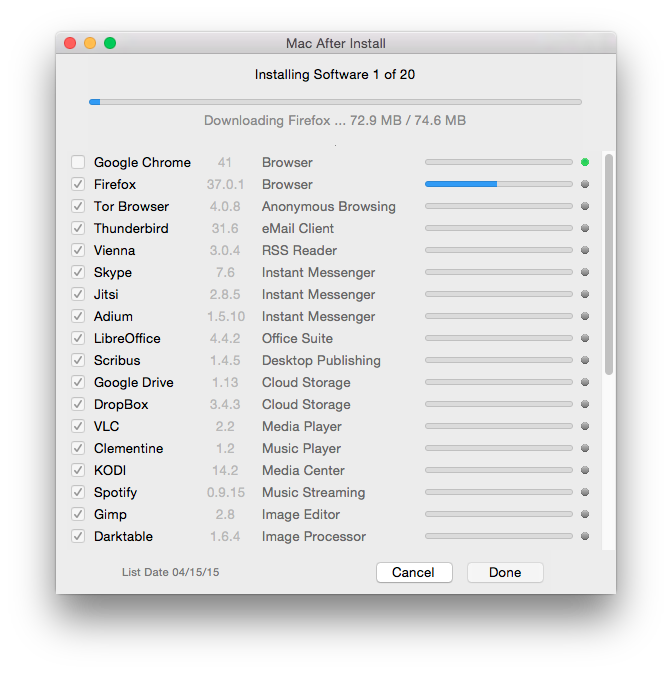 Mac After Install
Installing Software 1 of 20
Downloading Firefox ... 72.9 MB / 74.6 MB
Google Chrome 41 Browser
Firefox 37.0.1 Browser
Tor Browser 4.0.8 Anonymous Browsing
Thunderbird 31.6 eMail Client
Vienna 3.0.4 RSS Reader
Skype 7.6 Instant Messenger
Jitsi 2.8.5 Instant Messenger
Adium 1.5.10 Instant Messenger
LibreOffice 4.4.2 Office Suite
Scribus 1.4.5 Desktop Publishing
Google Drive 1.13 Cloud Storage
DropBox 3.4.3 Cloud Storage
VLC 2.2 Media Player
Clementine 1.2 Music Player
KODI 14.2 Media Center
Spotify 0.9.15 Music Streaming
Gimp 2.8 Image Editor
Darktable 1.6.4 Image Processor
List Date 04/15/15 Cancel Done